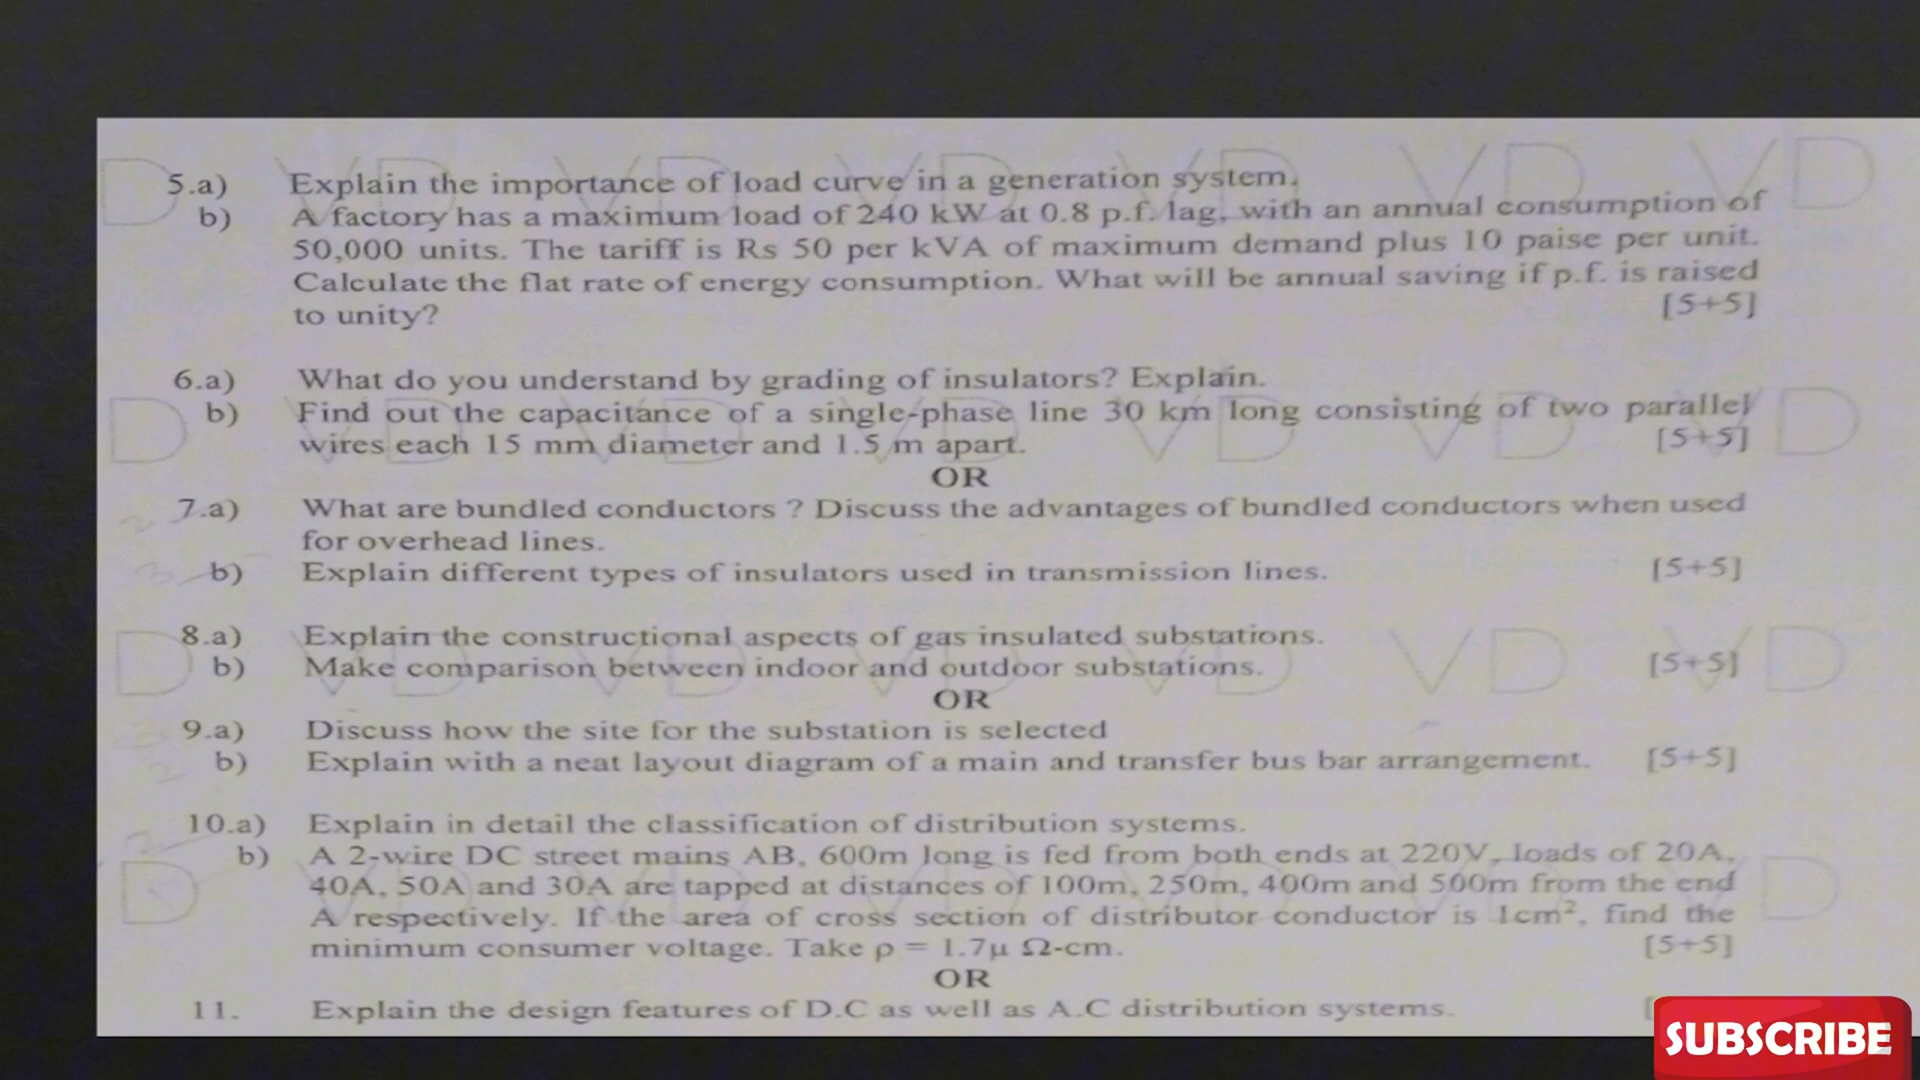 5.a) Explain the importance of load curve in a generation system.
b) A factory has a maximum load of 240 kW at 0.8 p.f. lag, with an annual consumption of
50,000 units. The tariff is Rs 50 per kVA of maximum demand plus 10 paise per unit.
Calculate the flat rate of energy consumption. What will be annual saving if p.f. is raised
to unity? [5+5]
6.a) What do you understand by grading of insulators? Explain.
b) Find out the capacitance of a single-phase line 30 km long consisting of two parallel
wires each 15 mm diameter and 1.5 m apart. [5+5]
OR
7.a) What are bundled conductors ? Discuss the advantages of bundled conductors when used
for overhead lines.
b) Explain different types of insulators used in transmission lines. [5+5]
8.a) Explain the constructional aspects of gas insulated substations.
b) Make comparison between indoor and outdoor substations. [5+5]
OR
9.a) Discuss how the site for the substation is selected
b) Explain with a neat layout diagram of a main and transfer bus bar arrangement. [5+5]
10.a) Explain in detail the classification of distribution systems.
b) A 2-wire DC street mains AB, 600m long is fed from both ends at 220V, loads of 20A,
40A, 50A and 30A are tapped at distances of 100m, 250m, 400m and 500m from the end
A respectively. If the area of cross section of distributor conductor is 1cm², find the
minimum consumer voltage. Take ρ = 1.7μ Ω-cm. [5+5]
OR
11. Explain the design features of D.C as well as A.C distribution systems.
SUBSCRIBE